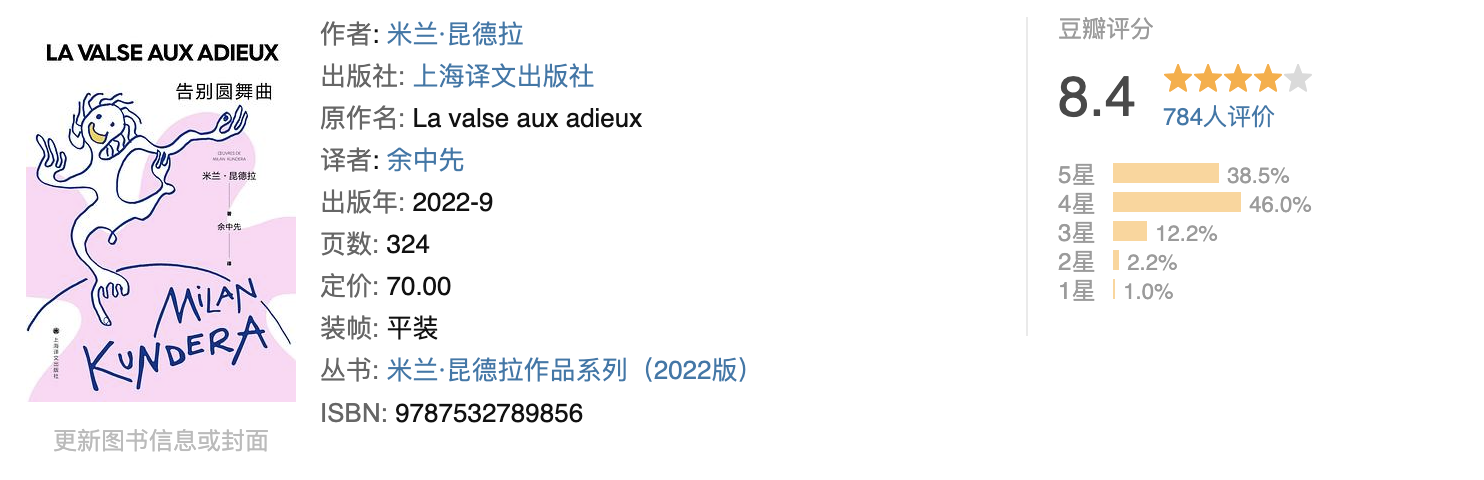 LA VALSE AUX ADIEUX
告别圆舞曲
ŒUVRES DE
MILAN KUNDERA
米兰·昆德拉
著
余中先
译
MiLAN
KUNDERA
上海译文出版社
更新图书信息或封面
作者: 米兰·昆德拉
出版社: 上海译文出版社
原作名: La valse aux adieux
译者: 余中先
出版年: 2022-9
页数: 324
定价: 70.00
装帧: 平装
丛书: 米兰·昆德拉作品系列（2022版）
ISBN: 9787532789856
豆瓣评分
8.4
784人评价
5星 38.5%
4星 46.0%
3星 12.2%
2星 2.2%
1星 1.0%